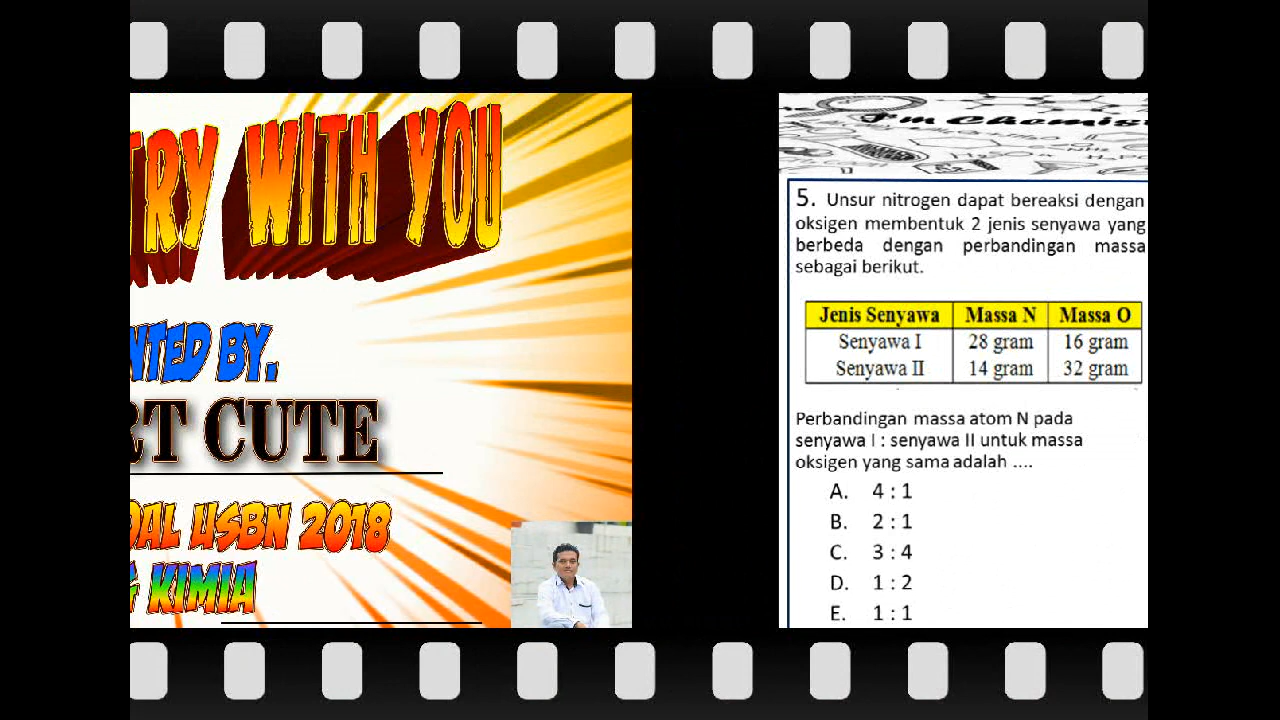 TRY WITH YOU
NTED BY.
RT CUTE
OAL USBN 2018
& KIMIA
I'm Chemist
5. Unsur nitrogen dapat bereaksi dengan
oksigen membentuk 2 jenis senyawa yang
berbeda dengan perbandingan massa
sebagai berikut.
Jenis Senyawa Massa N Massa O
Senyawa I 28 gram 16 gram
Senyawa II 14 gram 32 gram
Perbandingan massa atom N pada
senyawa I : senyawa II untuk massa
oksigen yang sama adalah ....
A. 4 : 1
B. 2 : 1
C. 3 : 4
D. 1 : 2
E. 1 : 1